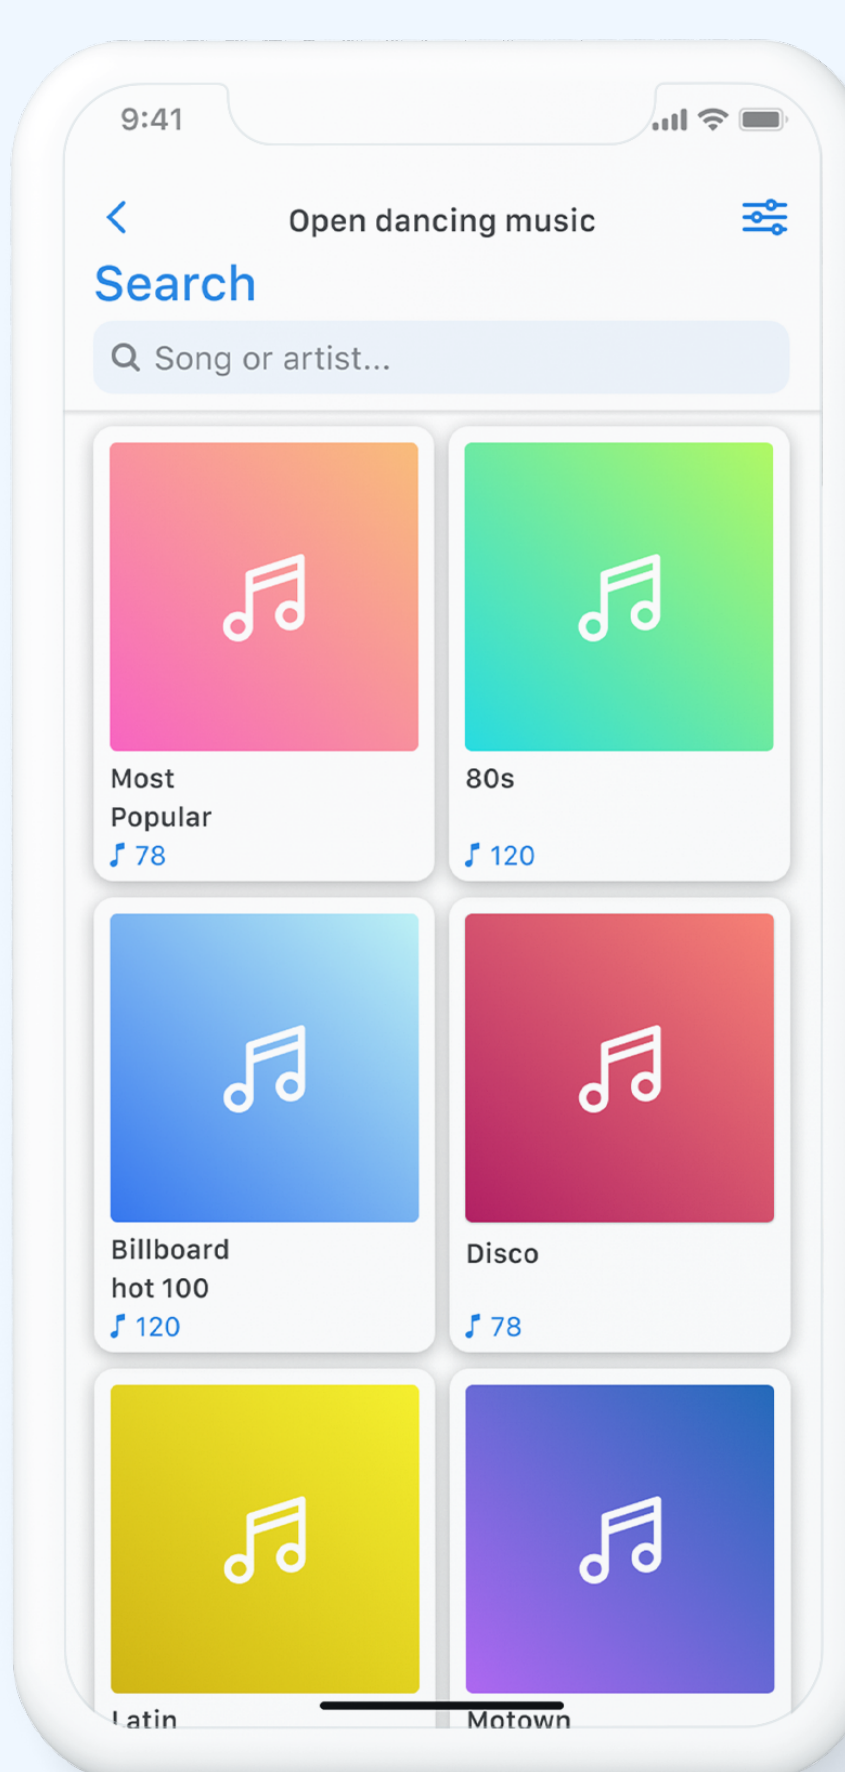 9:41
Open dancing music
Search
Song or artist...
Most
Popular
78
80s
120
Billboard
hot 100
120
Disco
78
Latin
Motown